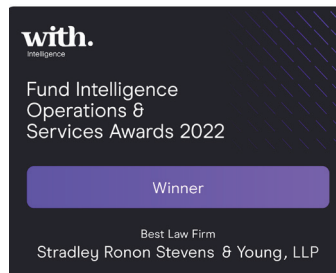 with.
Intelligence
Fund Intelligence
Operations &
Services Awards 2022
Winner
Best Law Firm
Stradley Ronon Stevens & Young, LLP